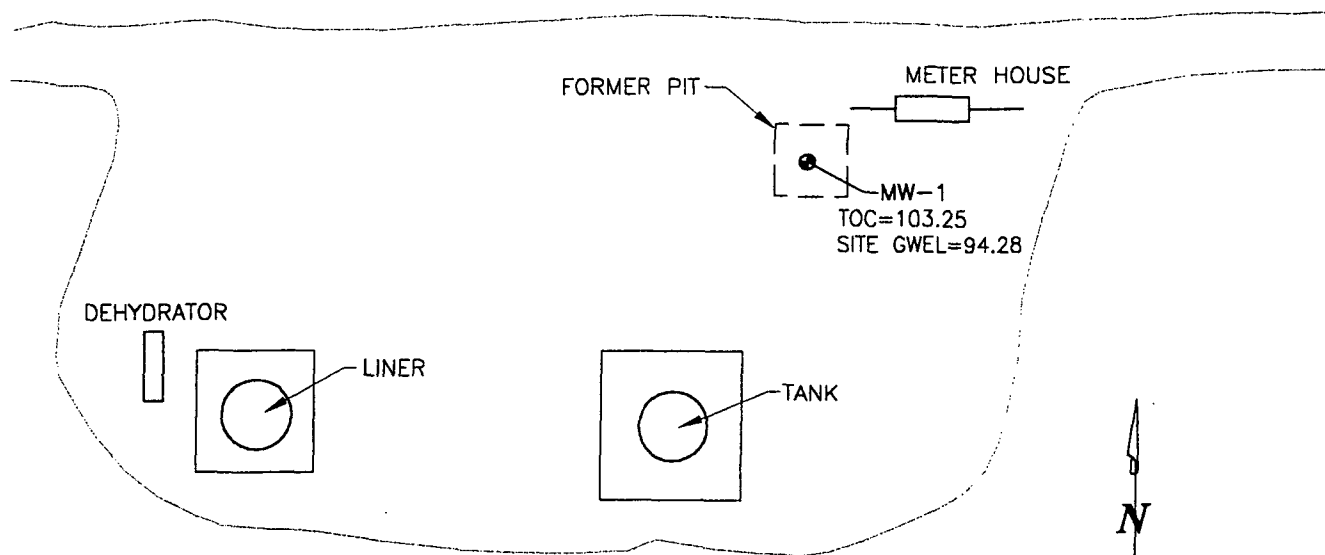 METER HOUSE
FORMER PIT
MW-1
TOC=103.25
SITE GWEL=94.28
DEHYDRATOR
LINER
TANK
N